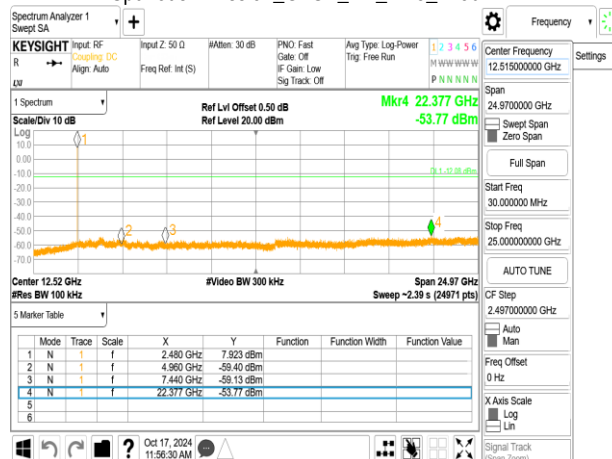 Spectrum Analyzer 1
Swept SA
Frequency
Settings
KEYSIGHT
R
LXI
Input: RF
Coupling: DC
Align: Auto
Input Z: 50 Ω
Freq Ref: Int (S)
#Atten: 30 dB
PNO: Fast
Gate: Off
IF Gain: Low
Sig Track: Off
Avg Type: Log-Power
Trig: Free Run
1 2 3 4 5 6
M W W W W W
P N N N N N
1 Spectrum
Scale/Div 10 dB
Ref Lvl Offset 0.50 dB
Ref Level 20.00 dBm
Mkr4 22.377 GHz
-53.77 dBm
Log
10.0
0.00
-10.0
-20.0
-30.0
-40.0
-50.0
-60.0
-70.0
1
2
3
4
Center 12.52 GHz
#Res BW 100 kHz
#Video BW 300 kHz
Span 24.97 GHz
Sweep ~2.39 s (24971 pts)
5 Marker Table
Mode Trace Scale X Y Function Function Width Function Value
1 N 1 f 2.480 GHz 7.923 dBm
2 N 1 f 4.960 GHz -59.40 dBm
3 N 1 f 7.440 GHz -59.13 dBm
4 N 1 f 22.377 GHz -53.77 dBm
5
6
?
Oct 17, 2024
11:56:30 AM
Center Frequency
12.515000000 GHz
Span
24.9700000 GHz
Swept Span
Zero Span
Full Span
Start Freq
30.000000 MHz
Stop Freq
25.000000000 GHz
AUTO TUNE
CF Step
2.497000000 GHz
Auto
Man
Freq Offset
0 Hz
X Axis Scale
Log
Lin
Signal Track
(Span Zoom)